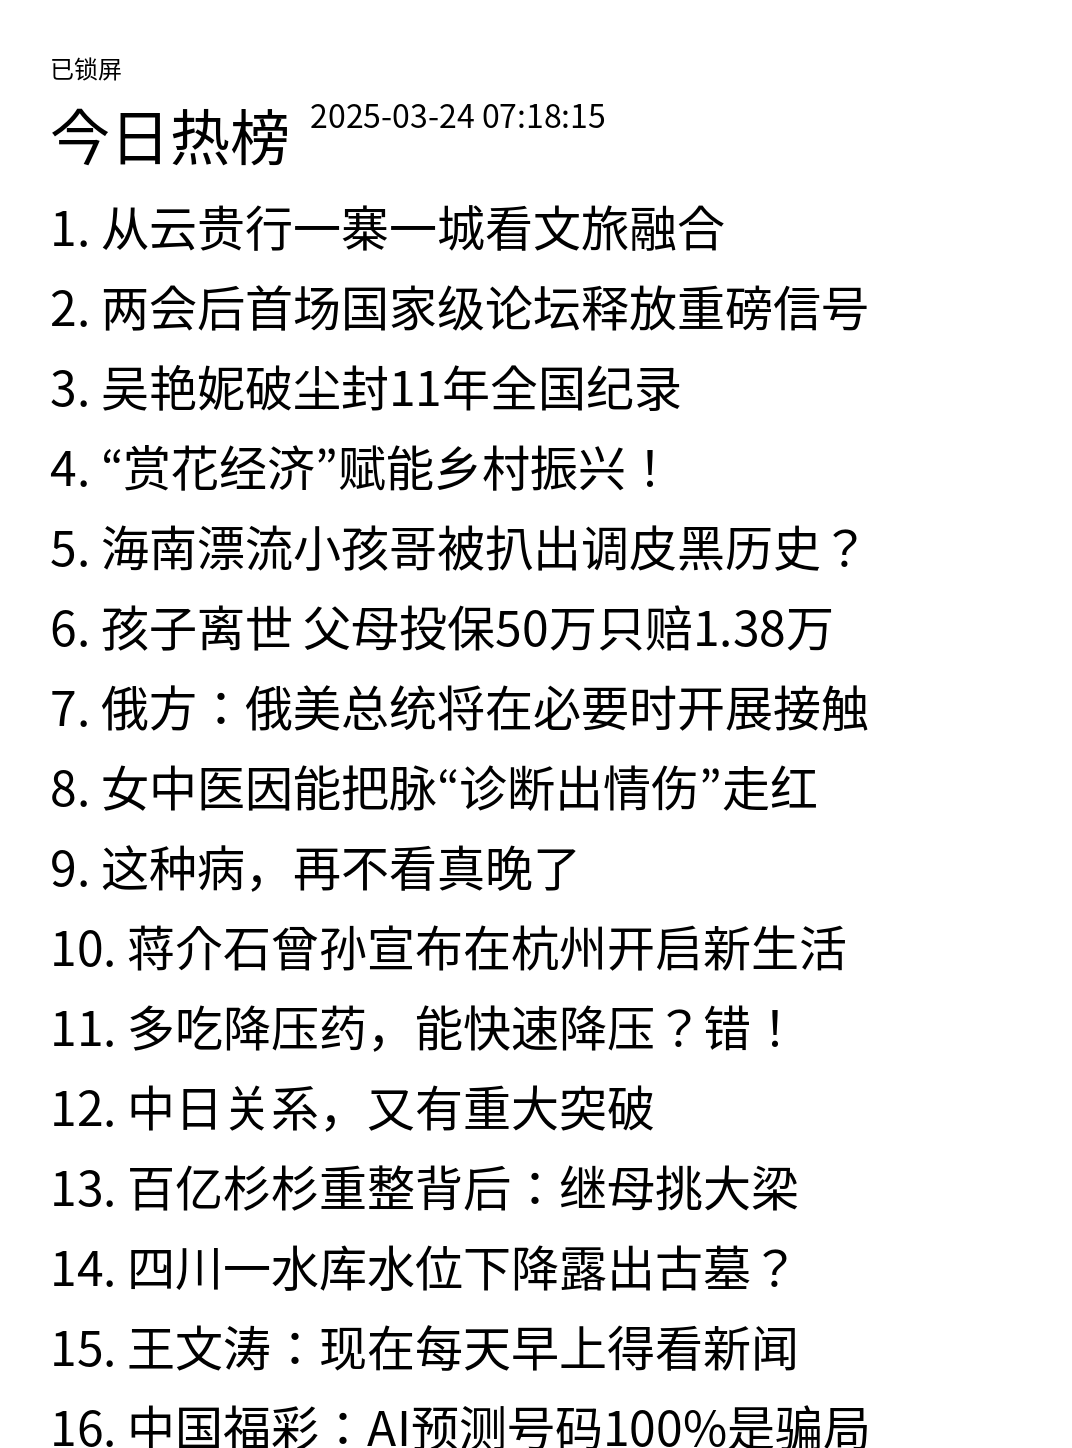 已锁屏
今日热榜 2025-03-24 07:18:15
1. 从云贵行一寨一城看文旅融合
2. 两会后首场国家级论坛释放重磅信号
3. 吴艳妮破尘封11年全国纪录
4. “赏花经济”赋能乡村振兴！
5. 海南漂流小孩哥被扒出调皮黑历史？
6. 孩子离世 父母投保50万只赔1.38万
7. 俄方：俄美总统将在必要时开展接触
8. 女中医因能把脉“诊断出情伤”走红
9. 这种病，再不看真晚了
10. 蒋介石曾孙宣布在杭州开启新生活
11. 多吃降压药，能快速降压？错！
12. 中日关系，又有重大突破
13. 百亿杉杉重整背后：继母挑大梁
14. 四川一水库水位下降露出古墓？
15. 王文涛：现在每天早上得看新闻
16. 中国福彩：AI预测号码100%是骗局